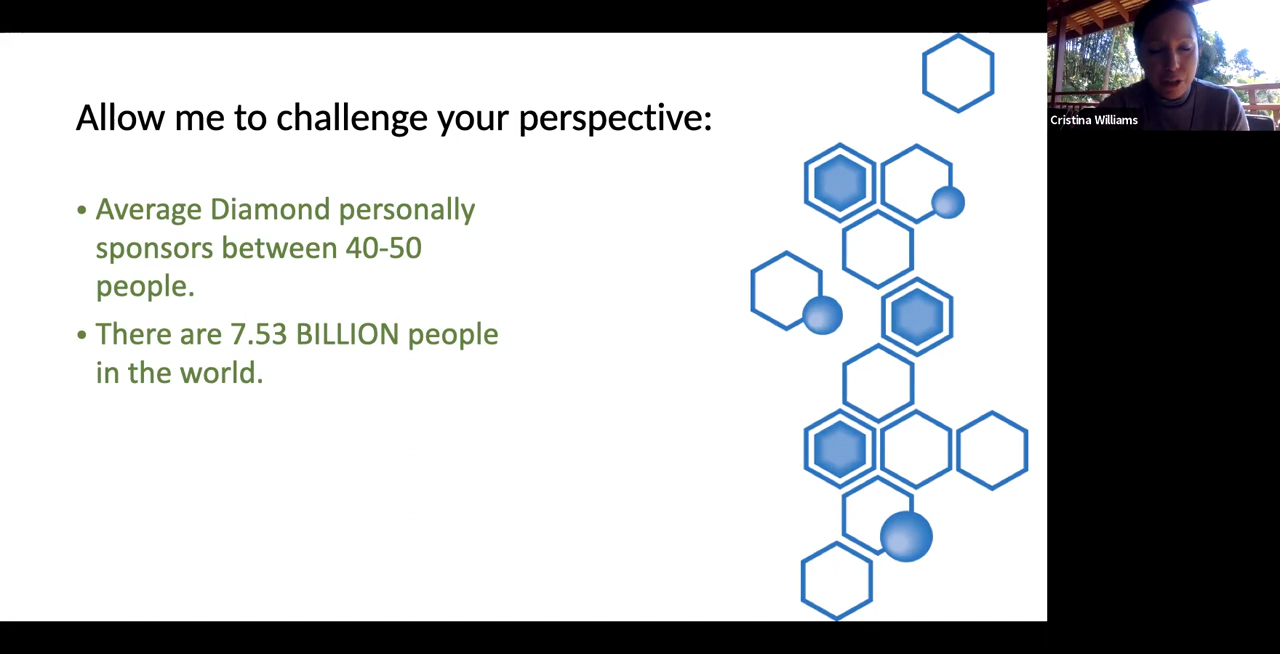 Allow me to challenge your perspective:
• Average Diamond personally
sponsors between 40-50
people.
• There are 7.53 BILLION people
in the world.
Cristina Williams